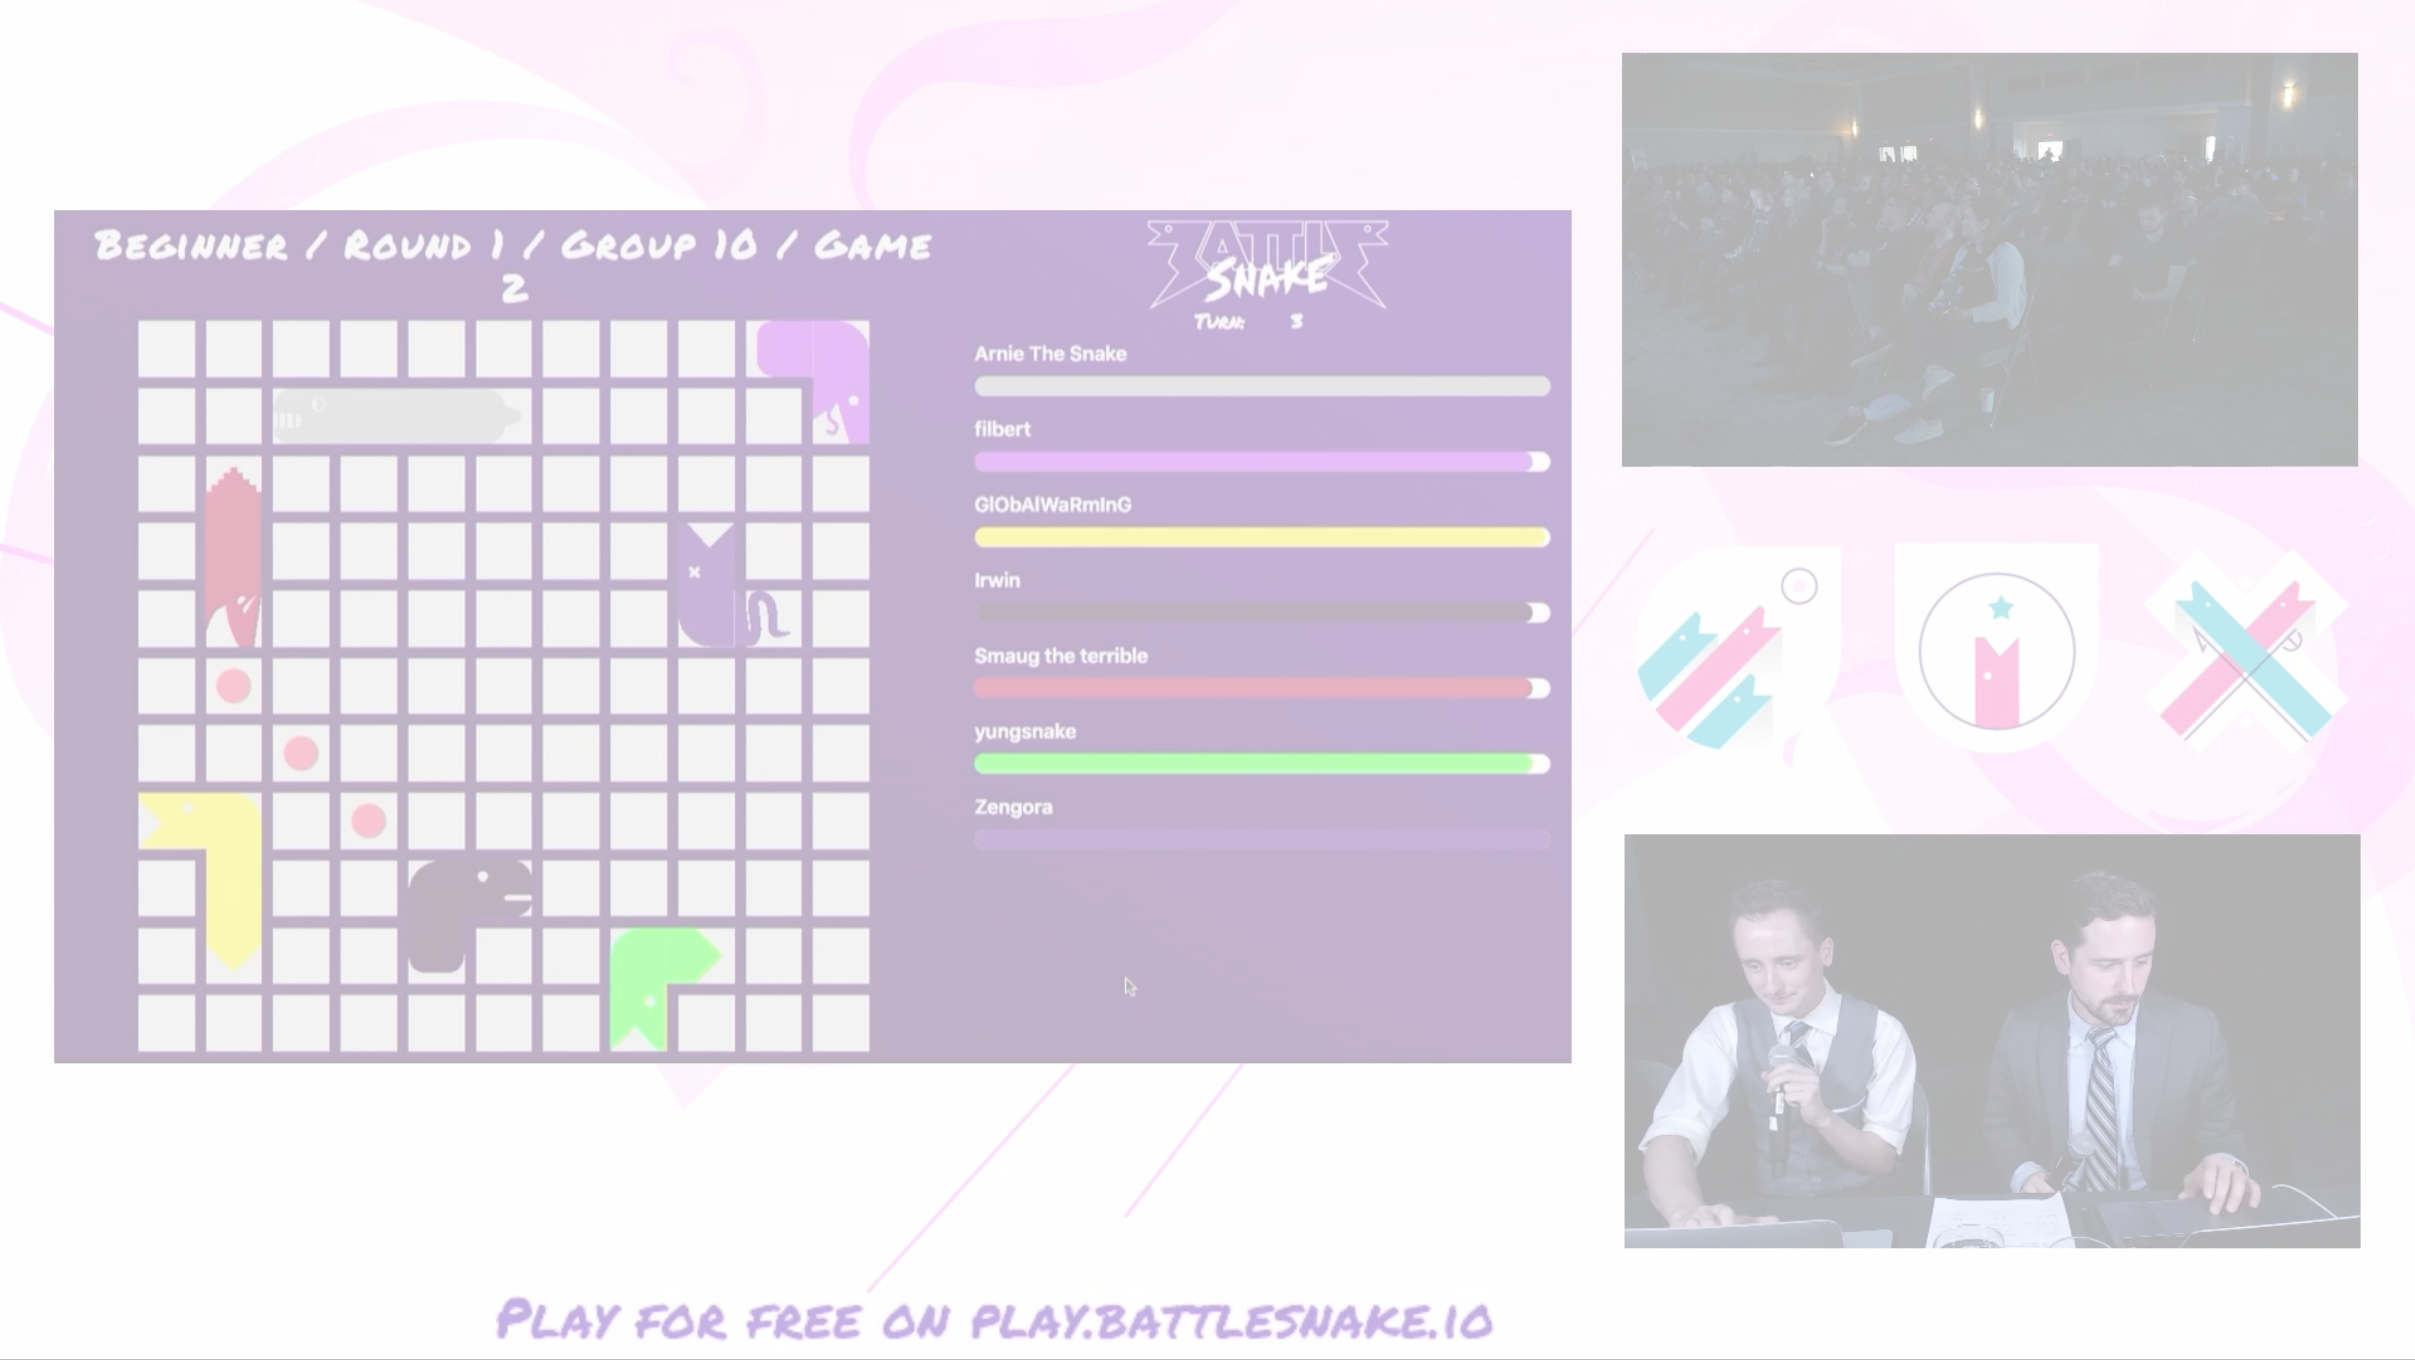 Beginner / Round 1 / Group 10 / Game
2
BATTLE
SNAKE
Turn: 3
Arnie The Snake
filbert
GlObAlWaRmInG
Irwin
Smaug the terrible
yungsnake
Zengora
Play for free on play.battlesnake.io